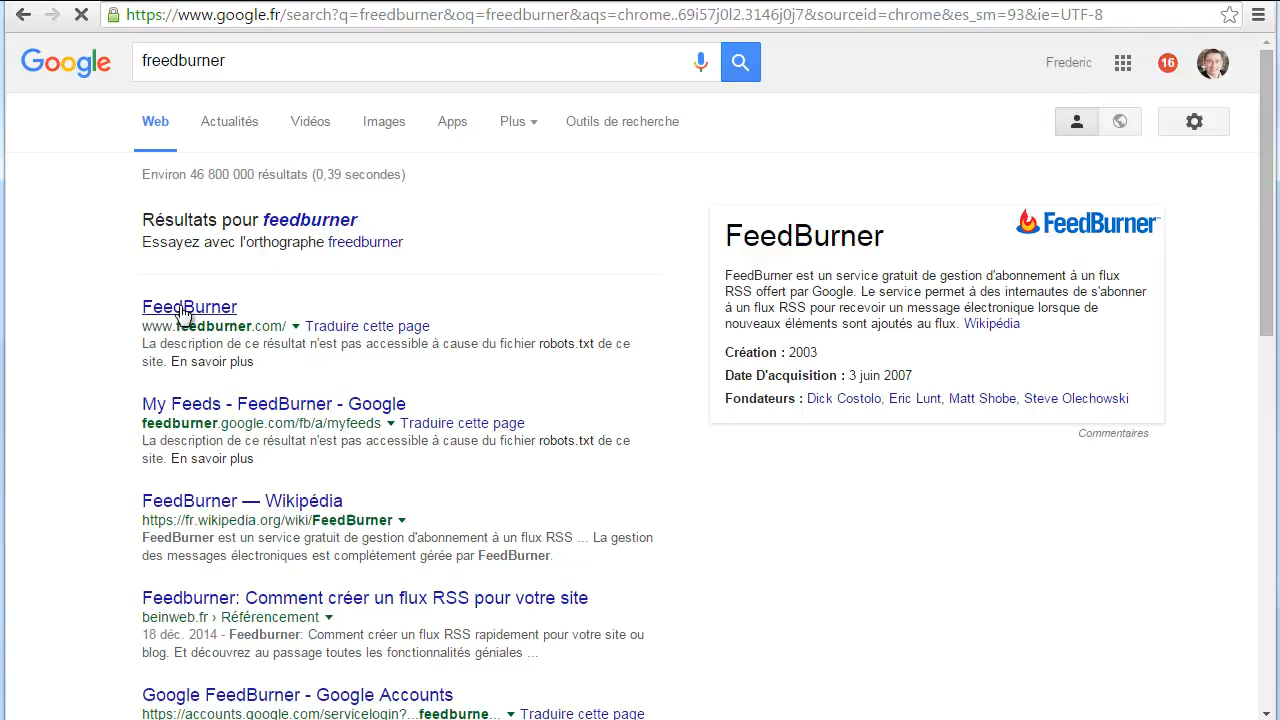 https://www.google.fr/search?q=freedburner&oq=freedburner&aqs=chrome..69i57j0l2.3146j0j7&sourceid=chrome&es_sm=93&ie=UTF-8
Google
freedburner
Frederic
16
Web Actualités Vidéos Images Apps Plus Outils de recherche
Environ 46 800 000 résultats (0,39 secondes)
Résultats pour feedburner
Essayez avec l'orthographe freedburner
FeedBurner
www.feedburner.com/ Traduire cette page
La description de ce résultat n'est pas accessible à cause du fichier robots.txt de ce
site. En savoir plus
My Feeds - FeedBurner - Google
feedburner.google.com/fb/a/myfeeds Traduire cette page
La description de ce résultat n'est pas accessible à cause du fichier robots.txt de ce
site. En savoir plus
FeedBurner — Wikipédia
https://fr.wikipedia.org/wiki/FeedBurner
FeedBurner est un service gratuit de gestion d'abonnement à un flux RSS ... La gestion
des messages électroniques est complètement gérée par FeedBurner.
Feedburner: Comment créer un flux RSS pour votre site
beinweb.fr › Référencement
18 déc. 2014 - Feedburner: Comment créer un flux RSS rapidement pour votre site ou
blog. Et découvrez au passage toutes les fonctionnalités géniales ...
Google FeedBurner - Google Accounts
https://accounts.google.com/servicelogin?...feedburne... Traduire cette page
FeedBurner
FeedBurner
FeedBurner est un service gratuit de gestion d'abonnement à un flux
RSS offert par Google. Le service permet à des internautes de s'abonner
à un flux RSS pour recevoir un message électronique lorsque de
nouveaux éléments sont ajoutés au flux. Wikipédia
Création : 2003
Date D'acquisition : 3 juin 2007
Fondateurs : Dick Costolo, Eric Lunt, Matt Shobe, Steve Olechowski
Commentaires